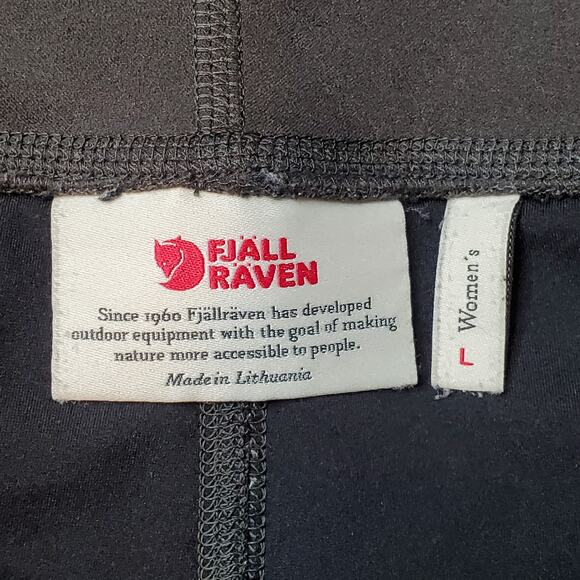 FJÄLL
RÄVEN
Since 1960 Fjällräven has developed
outdoor equipment with the goal of making
nature more accessible to people.
Made in Lithuania
Women's
L